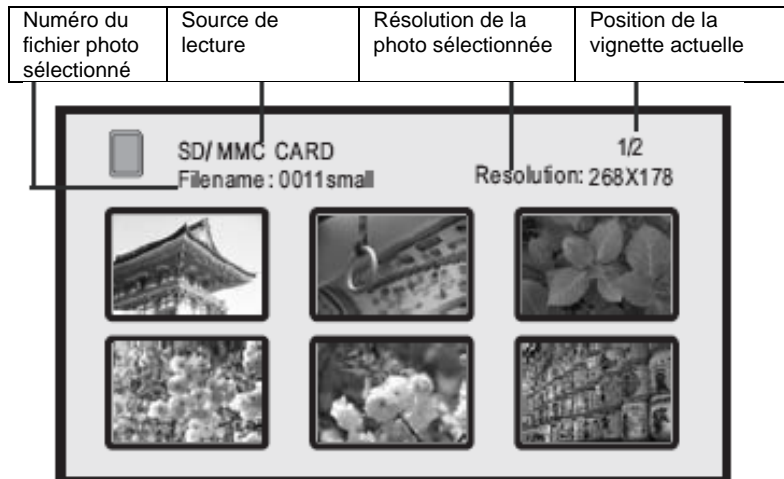 Numéro du
fichier photo
sélectionné
Source de
lecture
Résolution de la
photo sélectionnée
Position de la
vignette actuelle
SD/MMC CARD
1/2
Filename: 0011small
Resolution: 268X178